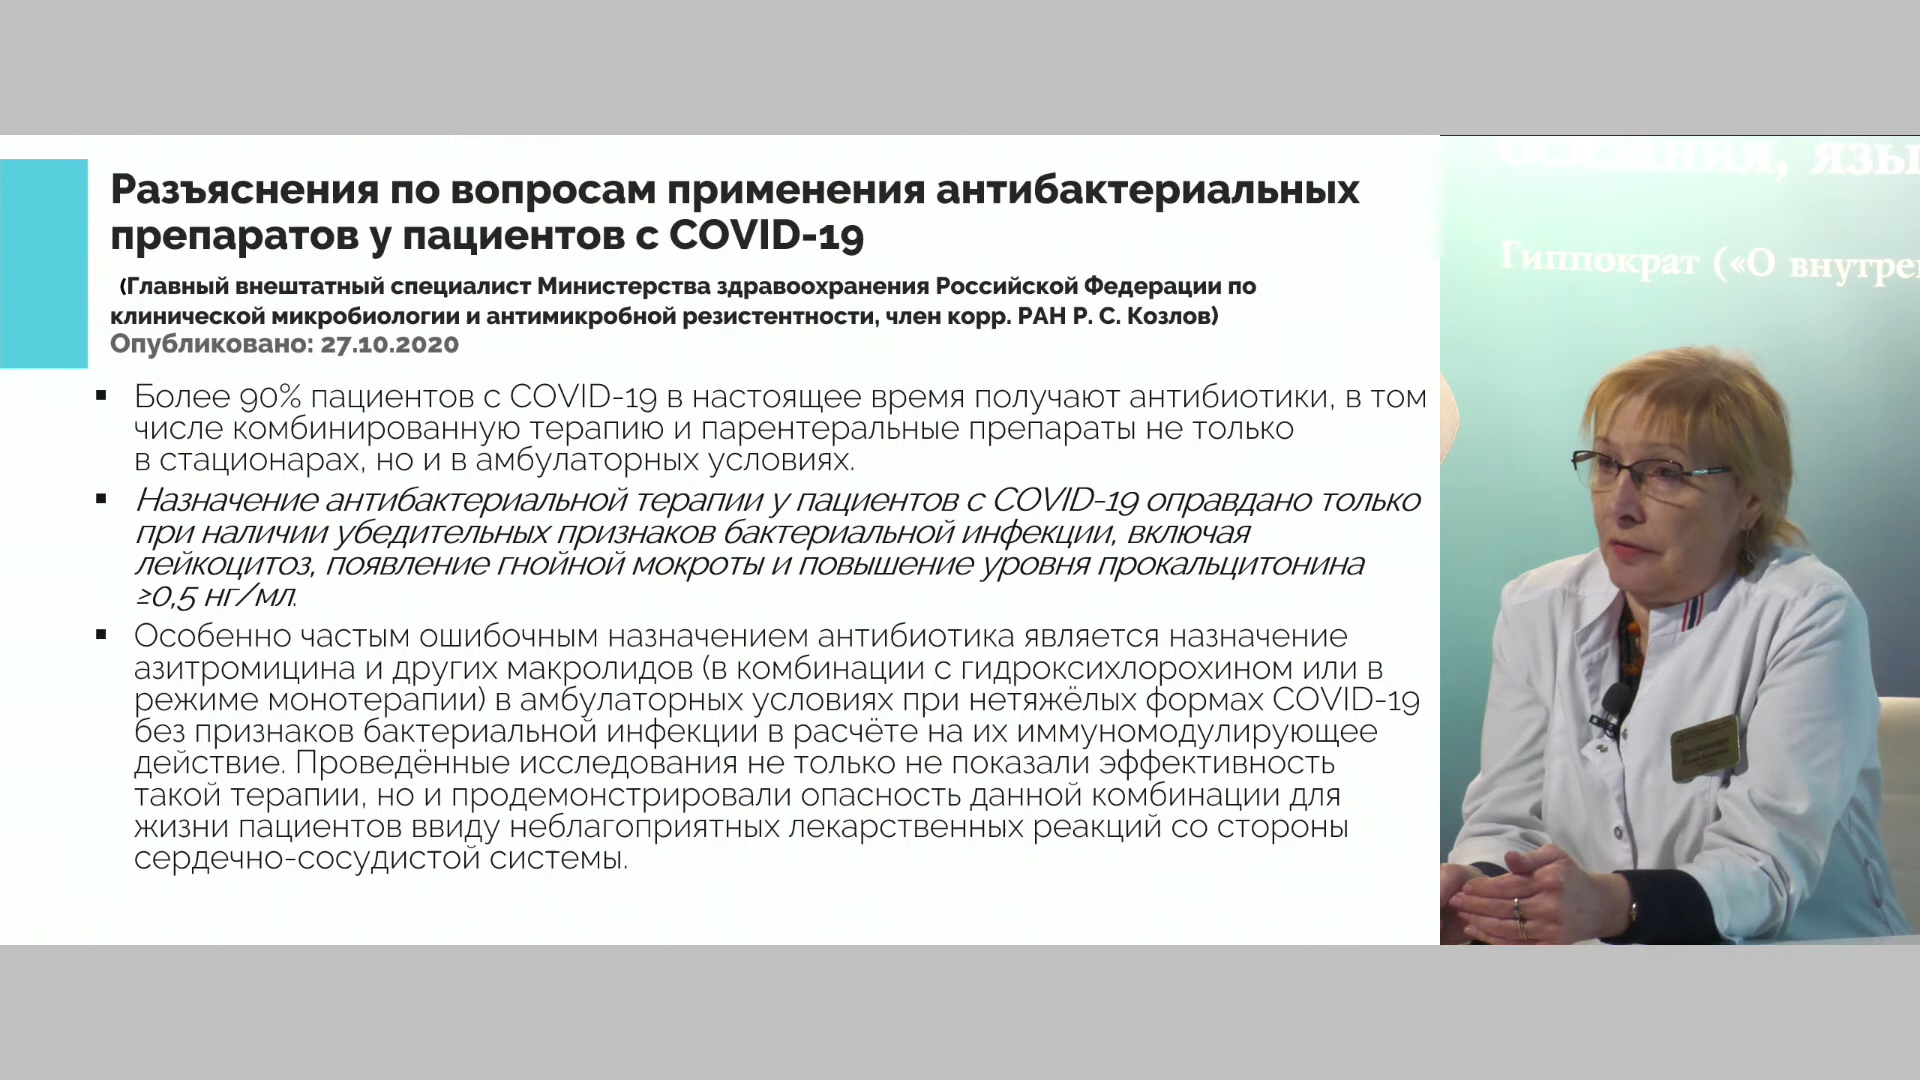 Разъяснения по вопросам применения антибактериальных
препаратов у пациентов с COVID-19
(Главный внештатный специалист Министерства здравоохранения Российской Федерации по
клинической микробиологии и антимикробной резистентности, член корр. РАН Р. С. Козлов)
Опубликовано: 27.10.2020
▪ Более 90% пациентов с COVID-19 в настоящее время получают антибиотики, в том
числе комбинированную терапию и парентеральные препараты не только
в стационарах, но и в амбулаторных условиях.
▪ Назначение антибактериальной терапии у пациентов с COVID-19 оправдано только
при наличии убедительных признаков бактериальной инфекции, включая
лейкоцитоз, появление гнойной мокроты и повышение уровня прокальцитонина
≥0,5 нг/мл.
▪ Особенно частым ошибочным назначением антибиотика является назначение
азитромицина и других макролидов (в комбинации с гидроксихлорохином или в
режиме монотерапии) в амбулаторных условиях при нетяжёлых формах COVID-19
без признаков бактериальной инфекции в расчёте на их иммуномодулирующее
действие. Проведённые исследования не только не показали эффективность
такой терапии, но и продемонстрировали опасность данной комбинации для
жизни пациентов ввиду неблагоприятных лекарственных реакций со стороны
сердечно-сосудистой системы.
язы
Гиппократ («О внутре